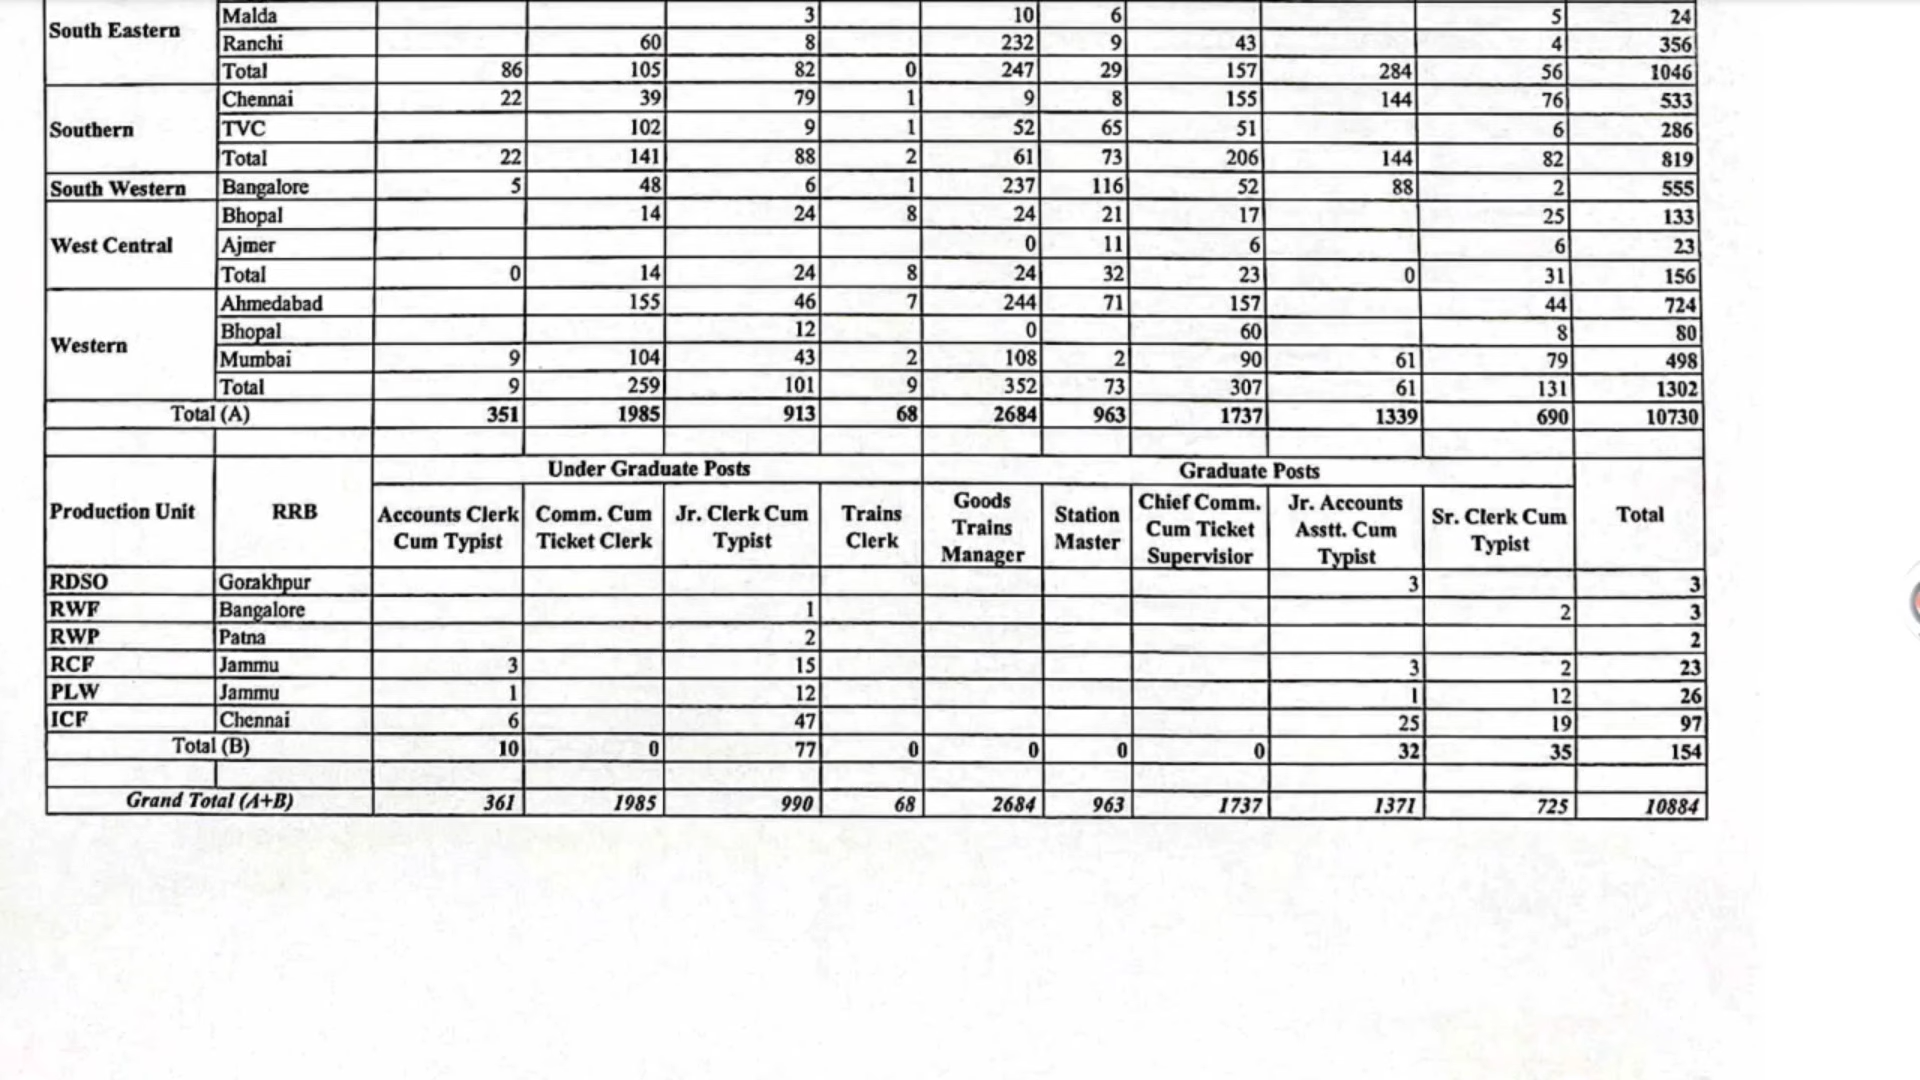 South Eastern
Malda 3 10 6 5 24
Ranchi 60 8 232 9 43 4 356
Total 86 105 82 0 247 29 157 284 56 1046
Southern
Chennai 22 39 79 1 9 8 155 144 76 533
TVC 102 9 1 52 65 51 6 286
Total 22 141 88 2 61 73 206 144 82 819
South Western Bangalore 5 48 6 1 237 116 52 88 2 555
West Central
Bhopal 14 24 8 24 21 17 25 133
Ajmer 0 11 6 6 23
Total 0 14 24 8 24 32 23 0 31 156
Western
Ahmedabad 155 46 7 244 71 157 44 724
Bhopal 12 0 60 8 80
Mumbai 9 104 43 2 108 2 90 61 79 498
Total 9 259 101 9 352 73 307 61 131 1302
Total (A) 351 1985 913 68 2684 963 1737 1339 690 10730
Under Graduate Posts Graduate Posts
Production Unit RRB
Accounts Clerk
Cum Typist
Comm. Cum
Ticket Clerk
Jr. Clerk Cum
Typist
Trains
Clerk
Goods
Trains
Manager
Station
Master
Chief Comm.
Cum Ticket
Supervisior
Jr. Accounts
Asstt. Cum
Typist
Sr. Clerk Cum
Typist
Total
RDSO Gorakhpur 3 3
RWF Bangalore 1 2 3
RWP Patna 2 2
RCF Jammu 3 15 3 2 23
PLW Jammu 1 12 1 12 26
ICF Chennai 6 47 25 19 97
Total (B) 10 0 77 0 0 0 0 32 35 154
Grand Total (A+B) 361 1985 990 68 2684 963 1737 1371 725 10884